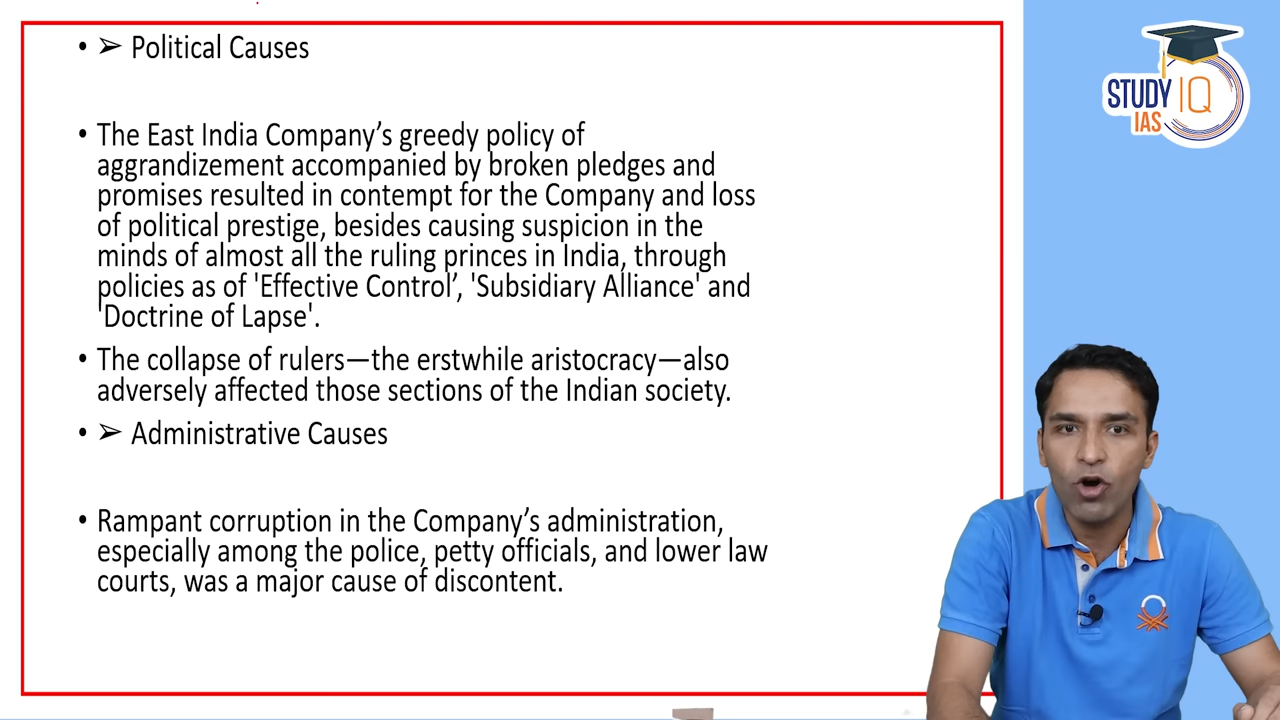 • ➢ Political Causes
• The East India Company’s greedy policy of
aggrandizement accompanied by broken pledges and
promises resulted in contempt for the Company and loss
of political prestige, besides causing suspicion in the
minds of almost all the ruling princes in India, through
policies as of 'Effective Control’, 'Subsidiary Alliance' and
'Doctrine of Lapse'.
• The collapse of rulers—the erstwhile aristocracy—also
adversely affected those sections of the Indian society.
• ➢ Administrative Causes
• Rampant corruption in the Company’s administration,
especially among the police, petty officials, and lower law
courts, was a major cause of discontent.
STUDY IQ
IAS